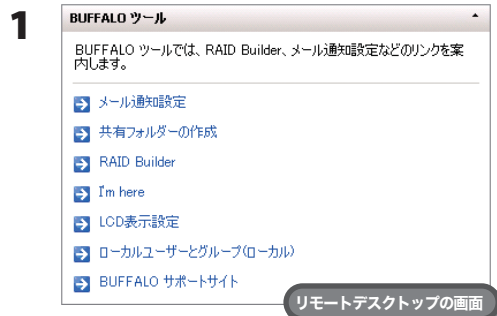 1
BUFFALO ツール
BUFFALO ツールでは、RAID Builder、メール通知設定などのリンクを案
内します。
メール通知設定
共有フォルダーの作成
RAID Builder
I'm here
LCD表示設定
ローカルユーザーとグループ(ローカル)
BUFFALO サポートサイト
リモートデスクトップの画面